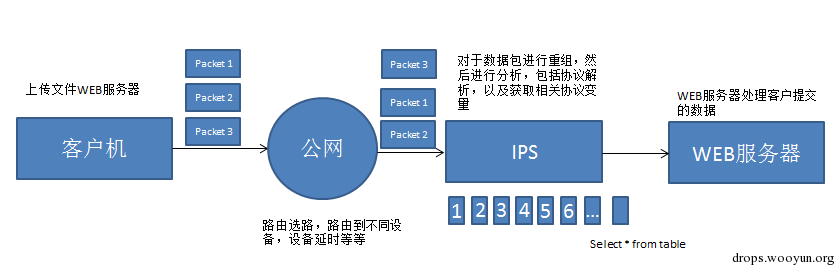 上传文件WEB服务器
客户机
Packet 1
Packet 2
Packet 3
公网
路由选路，路由到不同设
备，设备延时等等
Packet 3
Packet 1
Packet 2
对于数据包进行重组，然
后进行分析，包括协议解
析，以及获取相关协议变
量
IPS
1 2 3 4 5 6 ...
Select * from table
WEB服务器处理客户提交
的数据
WEB服务器
drops.wooyun.org